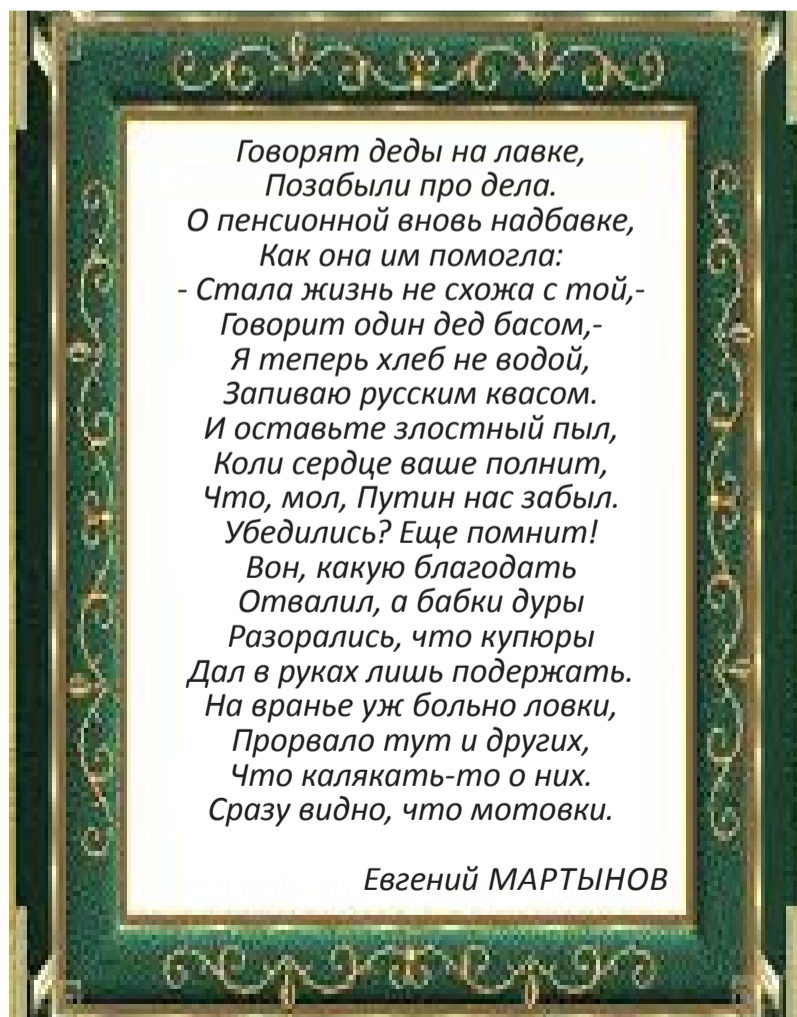 Говорят деды на лавке,
Позабыли про дела.
О пенсионной вновь надбавке,
Как она им помогла:
- Стала жизнь не схожа с той,-
Говорит один дед басом,-
Я теперь хлеб не водой,
Запиваю русским квасом.
И оставьте злостный пыл,
Коли сердце ваше полнит,
Что, мол, Путин нас забыл.
Убедились? Еще помнит!
Вон, какую благодать
Отвалил, а бабки дуры
Разорались, что купюры
Дал в руках лишь подержать.
На вранье уж больно ловки,
Прорвало тут и других,
Что калякать-то о них.
Сразу видно, что мотовки.
Евгений МАРТЫНОВ